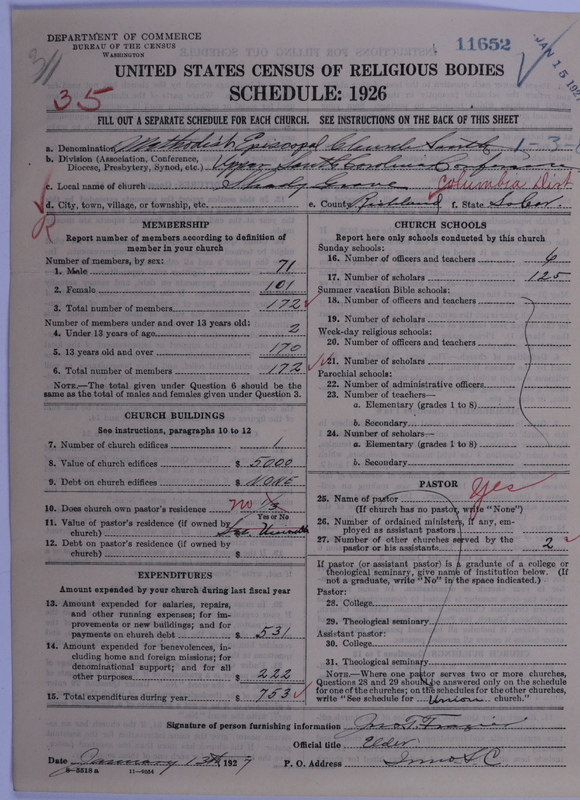 DEPARTMENT OF COMMERCE
BUREAU OF THE CENSUS
WASHINGTON
11652
JAN 15 192
35
UNITED STATES CENSUS OF RELIGIOUS BODIES
SCHEDULE: 1926
FILL OUT A SEPARATE SCHEDULE FOR EACH CHURCH. SEE INSTRUCTIONS ON THE BACK OF THIS SHEET
a. Denomination Methodist Episcopal Church South 1-3-
b. Division (Association, Conference,
Diocese, Presbytery, Synod, etc.) Upper South Carolina Conference
c. Local name of church Shady Grove Columbia Dist
d. City, town, village, or township, etc. e. County Richland f. State So Car.
R
MEMBERSHIP
Report number of members according to definition of
member in your church
Number of members, by sex:
1. Male 71
2. Female 101
3. Total number of members 172
Number of members under and over 13 years old:
4. Under 13 years of age 2
5. 13 years old and over 170
6. Total number of members 172
NOTE.—The total given under Question 6 should be the
same as the total of males and females given under Question 3.
CHURCH BUILDINGS
See instructions, paragraphs 10 to 12
7. Number of church edifices 1
8. Value of church edifices $ 5000
9. Debt on church edifices $ NONE
10. Does church own pastor's residence no 1/3
Yes or No
11. Value of pastor's residence (if owned by
church)
12. Debt on pastor's residence (if owned by
church) $
EXPENDITURES
Amount expended by your church during last fiscal year
13. Amount expended for salaries, repairs,
and other running expenses; for im-
provements or new buildings; and for
payments on church debt $ 531
14. Amount expended for benevolences, in-
cluding home and foreign missions; for
denominational support; and for all
other purposes $ 222
15. Total expenditures during year $ 753
CHURCH SCHOOLS
Report here only schools conducted by this church
Sunday schools:
16. Number of officers and teachers 6
17. Number of scholars 125
Summer vacation Bible schools:
18. Number of officers and teachers
19. Number of scholars
Week-day religious schools:
20. Number of officers and teachers
21. Number of scholars
Parochial schools:
22. Number of administrative officers
23. Number of teachers—
a. Elementary (grades 1 to 8)
b. Secondary
24. Number of scholars—
a. Elementary (grades 1 to 8)
b. Secondary
PASTOR
25. Name of pastor Yes
(If church has no pastor, write "None")
26. Number of ordained ministers, if any, em-
ployed as assistant pastors
27. Number of other churches served by the
pastor or his assistants 2
If pastor (or assistant pastor) is a graduate of a college or
theological seminary, give name of institution below. (If
not a graduate, write "No" in the space indicated.)
Pastor:
28. College
29. Theological seminary
Assistant pastor:
30. College
31. Theological seminary
NOTE.—Where one pastor serves two or more churches,
Questions 28 and 29 should be answered only on the schedule
for one of the churches; on the schedules for the other churches,
write "See schedule for Union church."
Signature of person furnishing information Jno T. Frazier
Official title Elder
Date January 13th 1927 P. O. Address Irmo S C
8-5518a 11-9054